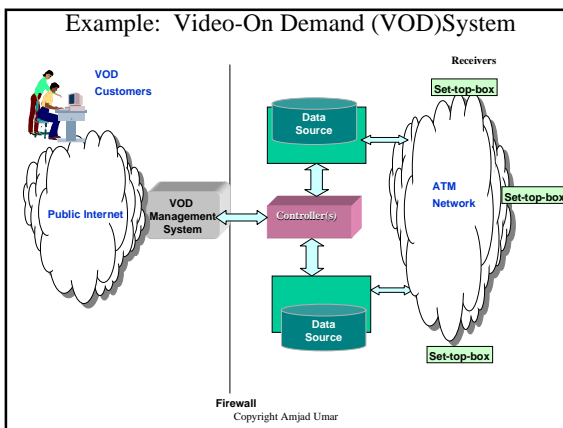 Example:  Video-On Demand (VOD)System
VOD
Customers
Receivers
Set-top-box
Data
Source
Public Internet
VOD
Management
System
Controller(s)
ATM
Network
Set-top-box
Data
Source
Set-top-box
Firewall
Copyright Amjad Umar